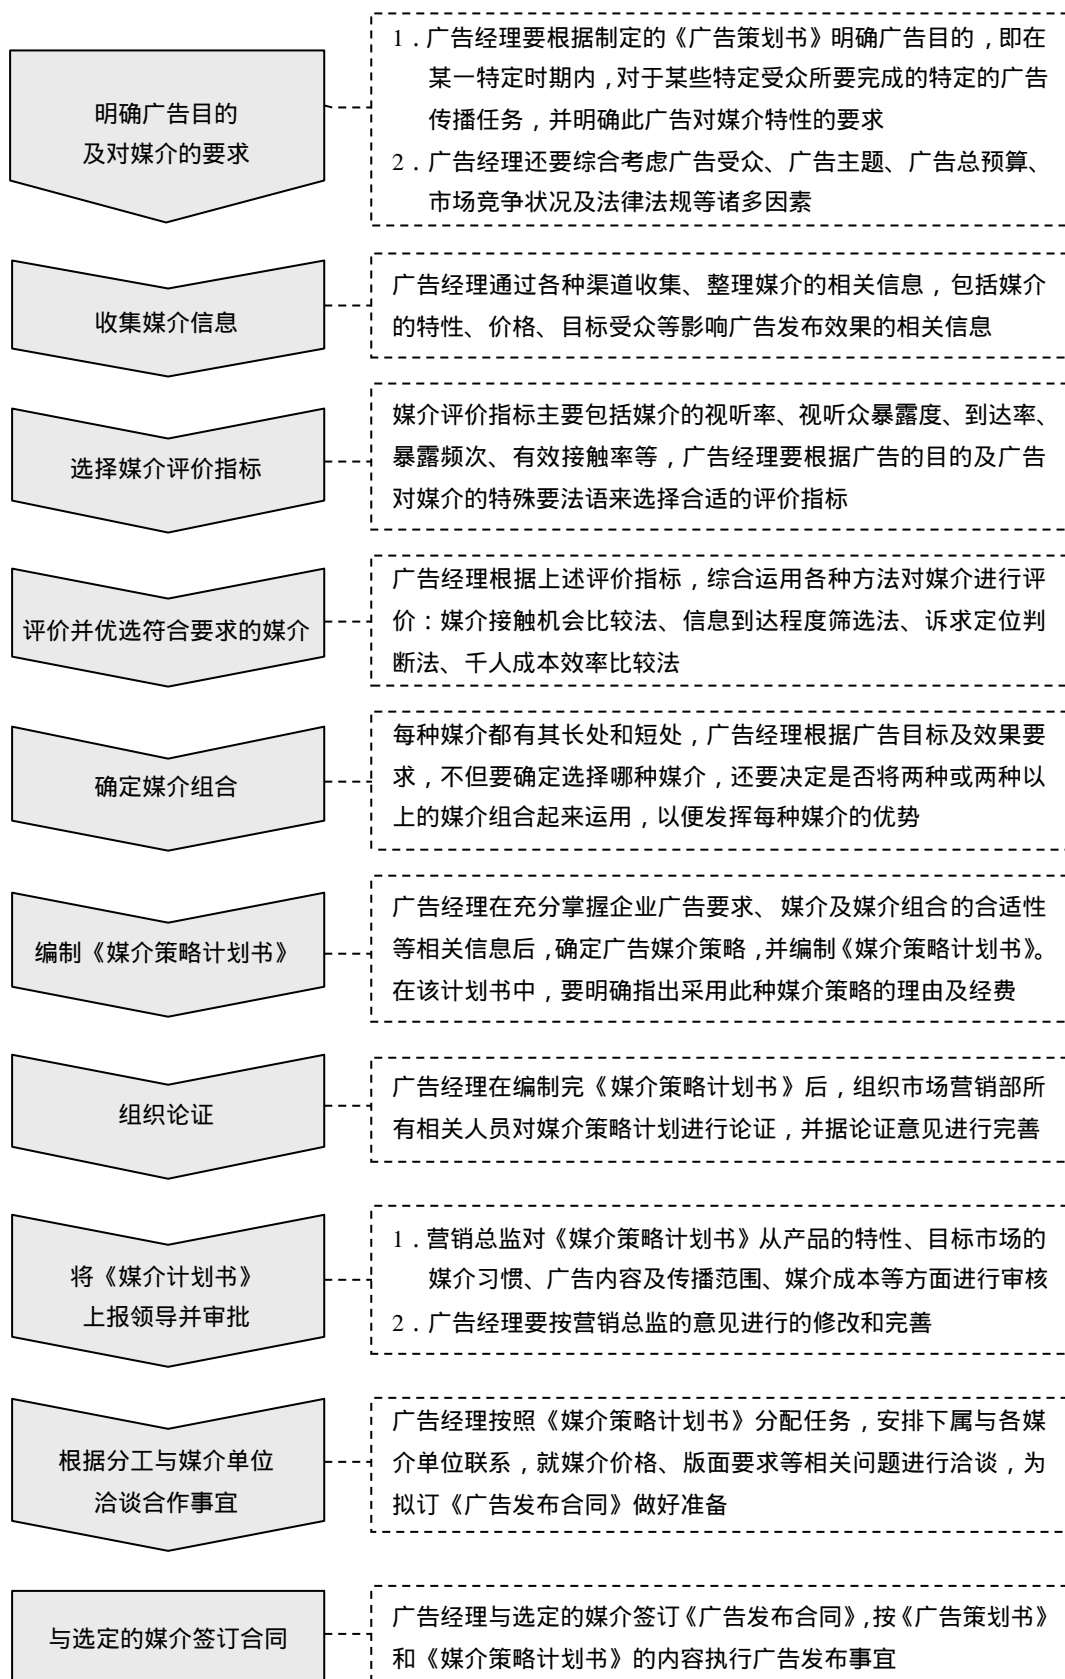 明确广告目的
及对媒介的要求
1．广告经理要根据制定的《广告策划书》明确广告目的，即在
某一特定时期内，对于某些特定受众所要完成的特定的广告
传播任务，并明确此广告对媒介特性的要求
2．广告经理还要综合考虑广告受众、广告主题、广告总预算、
市场竞争状况及法律法规等诸多因素
收集媒介信息
广告经理通过各种渠道收集、整理媒介的相关信息，包括媒介
的特性、价格、目标受众等影响广告发布效果的相关信息
选择媒介评价指标
媒介评价指标主要包括媒介的视听率、视听众暴露度、到达率、
暴露频次、有效接触率等，广告经理要根据广告的目的及广告
对媒介的特殊要法语来选择合适的评价指标
评价并优选符合要求的媒介
广告经理根据上述评价指标，综合运用各种方法对媒介进行评
价：媒介接触机会比较法、信息到达程度筛选法、诉求定位判
断法、千人成本效率比较法
确定媒介组合
每种媒介都有其长处和短处，广告经理根据广告目标及效果要
求，不但要确定选择哪种媒介，还要决定是否将两种或两种以
上的媒介组合起来运用，以便发挥每种媒介的优势
编制《媒介策略计划书》
广告经理在充分掌握企业广告要求、媒介及媒介组合的合适性
等相关信息后，确定广告媒介策略，并编制《媒介策略计划书》。
在该计划书中，要明确指出采用此种媒介策略的理由及经费
组织论证
广告经理在编制完《媒介策略计划书》后，组织市场营销部所
有相关人员对媒介策略计划进行论证，并据论证意见进行完善
将《媒介计划书》
上报领导并审批
1．营销总监对《媒介策略计划书》从产品的特性、目标市场的
媒介习惯、广告内容及传播范围、媒介成本等方面进行审核
2．广告经理要按营销总监的意见进行的修改和完善
根据分工与媒介单位
洽谈合作事宜
广告经理按照《媒介策略计划书》分配任务，安排下属与各媒
介单位联系，就媒介价格、版面要求等相关问题进行洽谈，为
拟订《广告发布合同》做好准备
与选定的媒介签订合同
广告经理与选定的媒介签订《广告发布合同》，按《广告策划书》
和《媒介策略计划书》的内容执行广告发布事宜